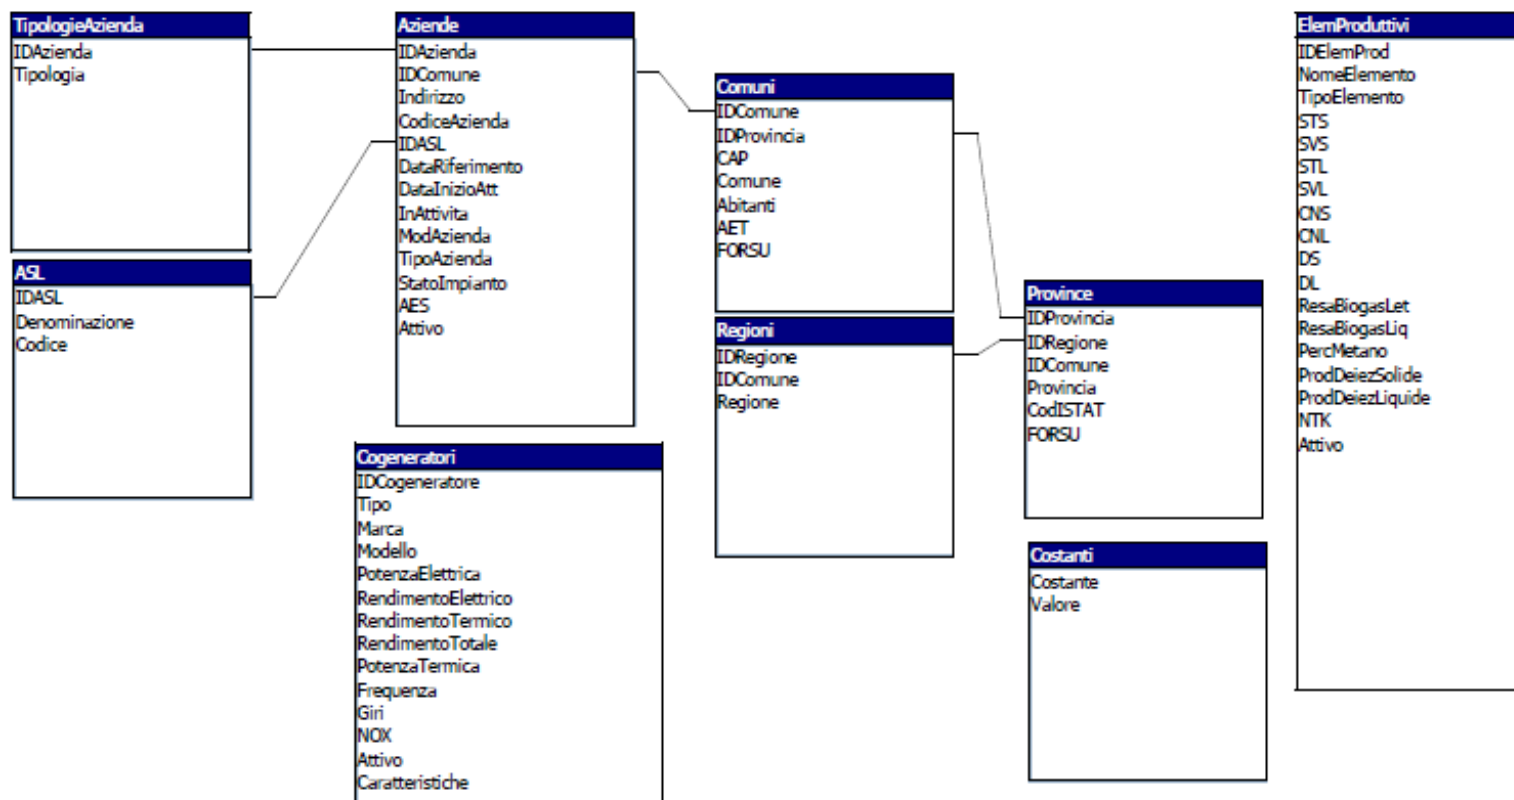 TipologieAzienda
IDAzienda
Tipologia
ASL
IDASL
Denominazione
Codice
Aziende
IDAzienda
IDComune
Indirizzo
CodiceAzienda
IDASL
DataRiferimento
DataInizioAtt
InAttivita
ModAzienda
TipoAzienda
StatoImpianto
AES
Attivo
Cogeneratori
IDCogeneratore
Tipo
Marca
Modello
PotenzaElettrica
RendimentoElettrico
RendimentoTermico
RendimentoTotale
PotenzaTermica
Frequenza
Giri
NOX
Attivo
Caratteristiche
Comuni
IDComune
IDProvincia
CAP
Comune
Abitanti
AET
FORSU
Regioni
IDRegione
IDComune
Regione
Province
IDProvincia
IDRegione
IDComune
Provincia
CodISTAT
FORSU
Costanti
Costante
Valore
ElemProduttivi
IDElemProd
NomeElemento
TipoElemento
STS
SVS
STL
SVL
CNS
CNL
DS
DL
ResaBiogasLet
ResaBiogasLiq
PercMetano
ProdDeiezSolide
ProdDeiezLiquide
NTK
Attivo